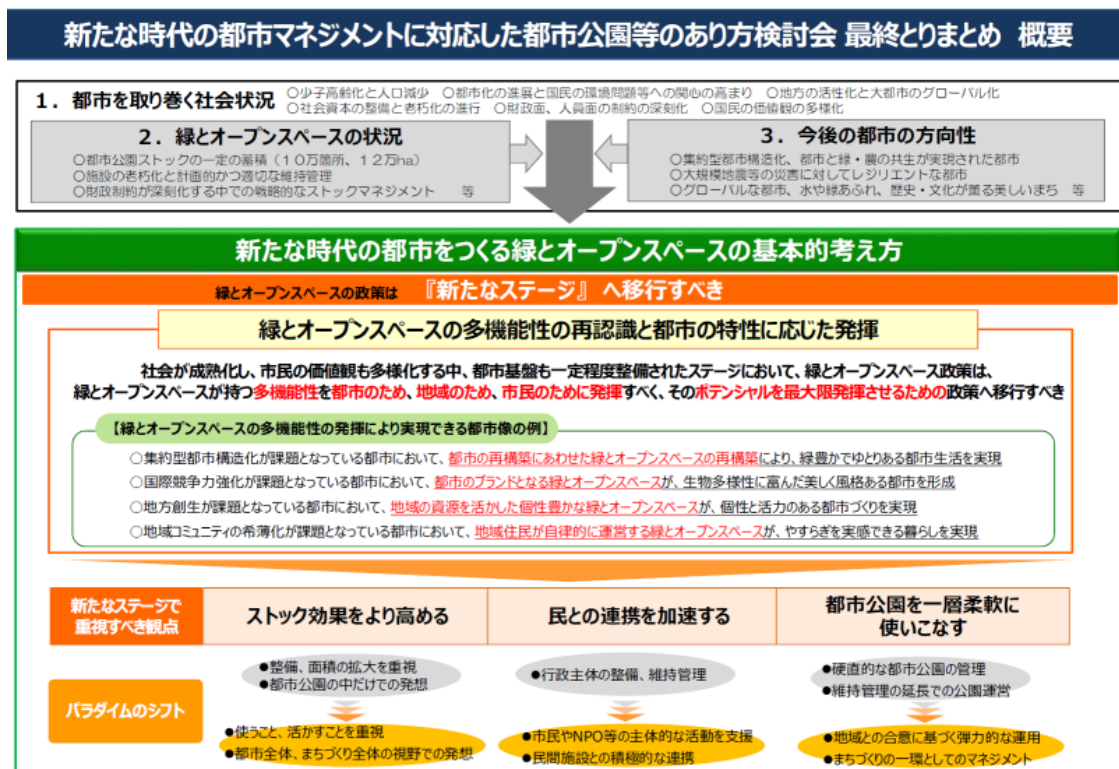 新たな時代の都市マネジメントに対応した都市公園等のあり方検討会 最終とりまとめ 概要
1．都市を取り巻く社会状況
○少子高齢化と人口減少 ○都市化の進展と国民の環境問題等への関心の高まり ○地方の活性化と大都市のグローバル化
○社会資本の整備と老朽化の進行 ○財政面、人員面の制約の深刻化 ○国民の価値観の多様化
2．緑とオープンスペースの状況
○都市公園ストックの一定の蓄積（１０万箇所、１２万ha）
○施設の老朽化と計画的かつ適切な維持管理
○財政制約が深刻化する中での戦略的なストックマネジメント 等
3．今後の都市の方向性
○集約型都市構造化、都市と緑・農の共生が実現された都市
○大規模地震等の災害に対してレジリエントな都市
○グローバルな都市、水や緑あふれ、歴史・文化が薫る美しいまち 等
新たな時代の都市をつくる緑とオープンスペースの基本的考え方
緑とオープンスペースの政策は 『新たなステージ』 へ移行すべき
緑とオープンスペースの多機能性の再認識と都市の特性に応じた発揮
社会が成熟化し、市民の価値観も多様化する中、都市基盤も一定程度整備されたステージにおいて、緑とオープンスペース政策は、
緑とオープンスペースが持つ多機能性を都市のため、地域のため、市民のために発揮すべく、そのポテンシャルを最大限発揮させるための政策へ移行すべき
【緑とオープンスペースの多機能性の発揮により実現できる都市像の例】
○集約型都市構造化が課題となっている都市において、都市の再構築にあわせた緑とオープンスペースの再構築により、緑豊かでゆとりある都市生活を実現
○国際競争力強化が課題となっている都市において、都市のブランドとなる緑とオープンスペースが、生物多様性に富んだ美しく風格ある都市を形成
○地方創生が課題となっている都市において、地域の資源を活かした個性豊かな緑とオープンスペースが、個性と活力のある都市づくりを実現
○地域コミュニティの希薄化が課題となっている都市において、地域住民が自律的に運営する緑とオープンスペースが、やすらぎを実感できる暮らしを実現
新たなステージで
重視すべき観点
ストック効果をより高める
民との連携を加速する
都市公園を一層柔軟に
使いこなす
パラダイムのシフト
●整備、面積の拡大を重視
●都市公園の中だけでの発想
●使うこと、活かすことを重視
●都市全体、まちづくり全体の視野での発想
●行政主体の整備、維持管理
●市民やNPO等の主体的な活動を支援
●民間施設との積極的な連携
●硬直的な都市公園の管理
●維持管理の延長での公園運営
●地域との合意に基づく弾力的な運用
●まちづくりの一環としてのマネジメント